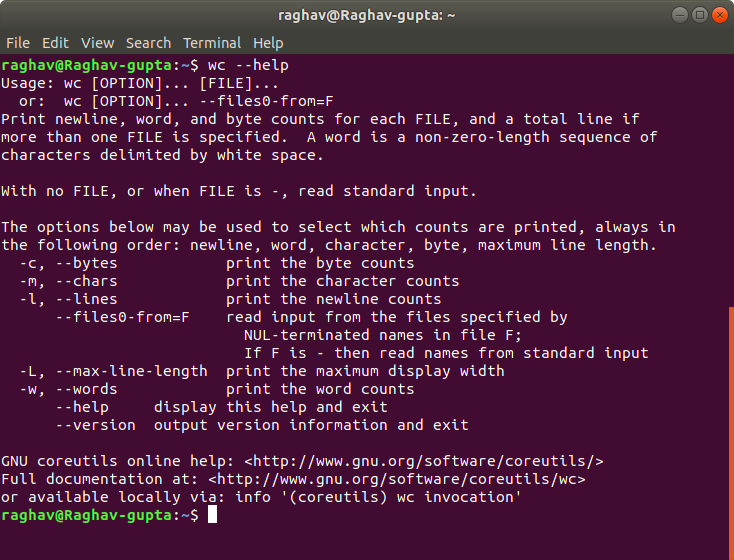 raghav@Raghav-gupta: ~
File Edit View Search Terminal Help
raghav@Raghav-gupta:~$ wc --help
Usage: wc [OPTION]... [FILE]...
  or:  wc [OPTION]... --files0-from=F
Print newline, word, and byte counts for each FILE, and a total line if
more than one FILE is specified.  A word is a non-zero-length sequence of
characters delimited by white space.

With no FILE, or when FILE is -, read standard input.

The options below may be used to select which counts are printed, always in
the following order: newline, word, character, byte, maximum line length.
  -c, --bytes            print the byte counts
  -m, --chars            print the character counts
  -l, --lines            print the newline counts
      --files0-from=F    read input from the files specified by
                           NUL-terminated names in file F;
                           If F is - then read names from standard input
  -L, --max-line-length  print the maximum display width
  -w, --words            print the word counts
      --help     display this help and exit
      --version  output version information and exit

GNU coreutils online help: <http://www.gnu.org/software/coreutils/>
Full documentation at: <http://www.gnu.org/software/coreutils/wc>
or available locally via: info '(coreutils) wc invocation'
raghav@Raghav-gupta:~$